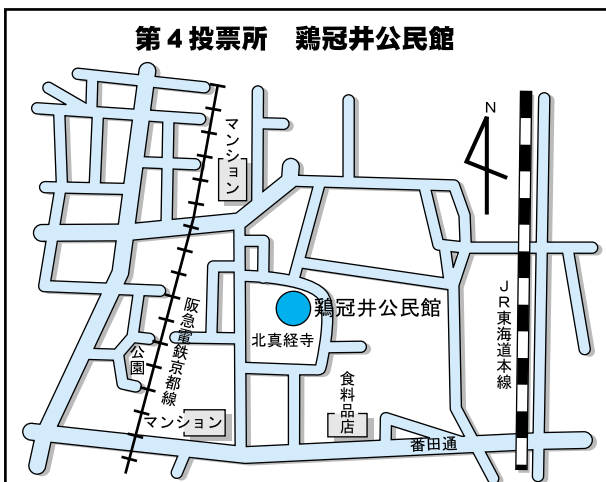 第4投票所　鶏冠井公民館
N
マンション
JR東海道本線
鶏冠井公民館
阪急電鉄京都線
北真経寺
公園
食料品店
マンション
番田通